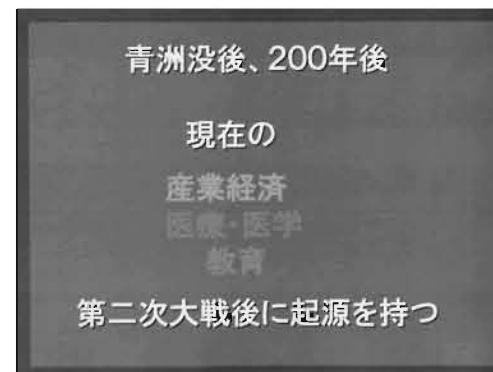 青洲没後、200年後
現在の
産業経済
医療・医学
教育
第二次大戦後に起源を持つ